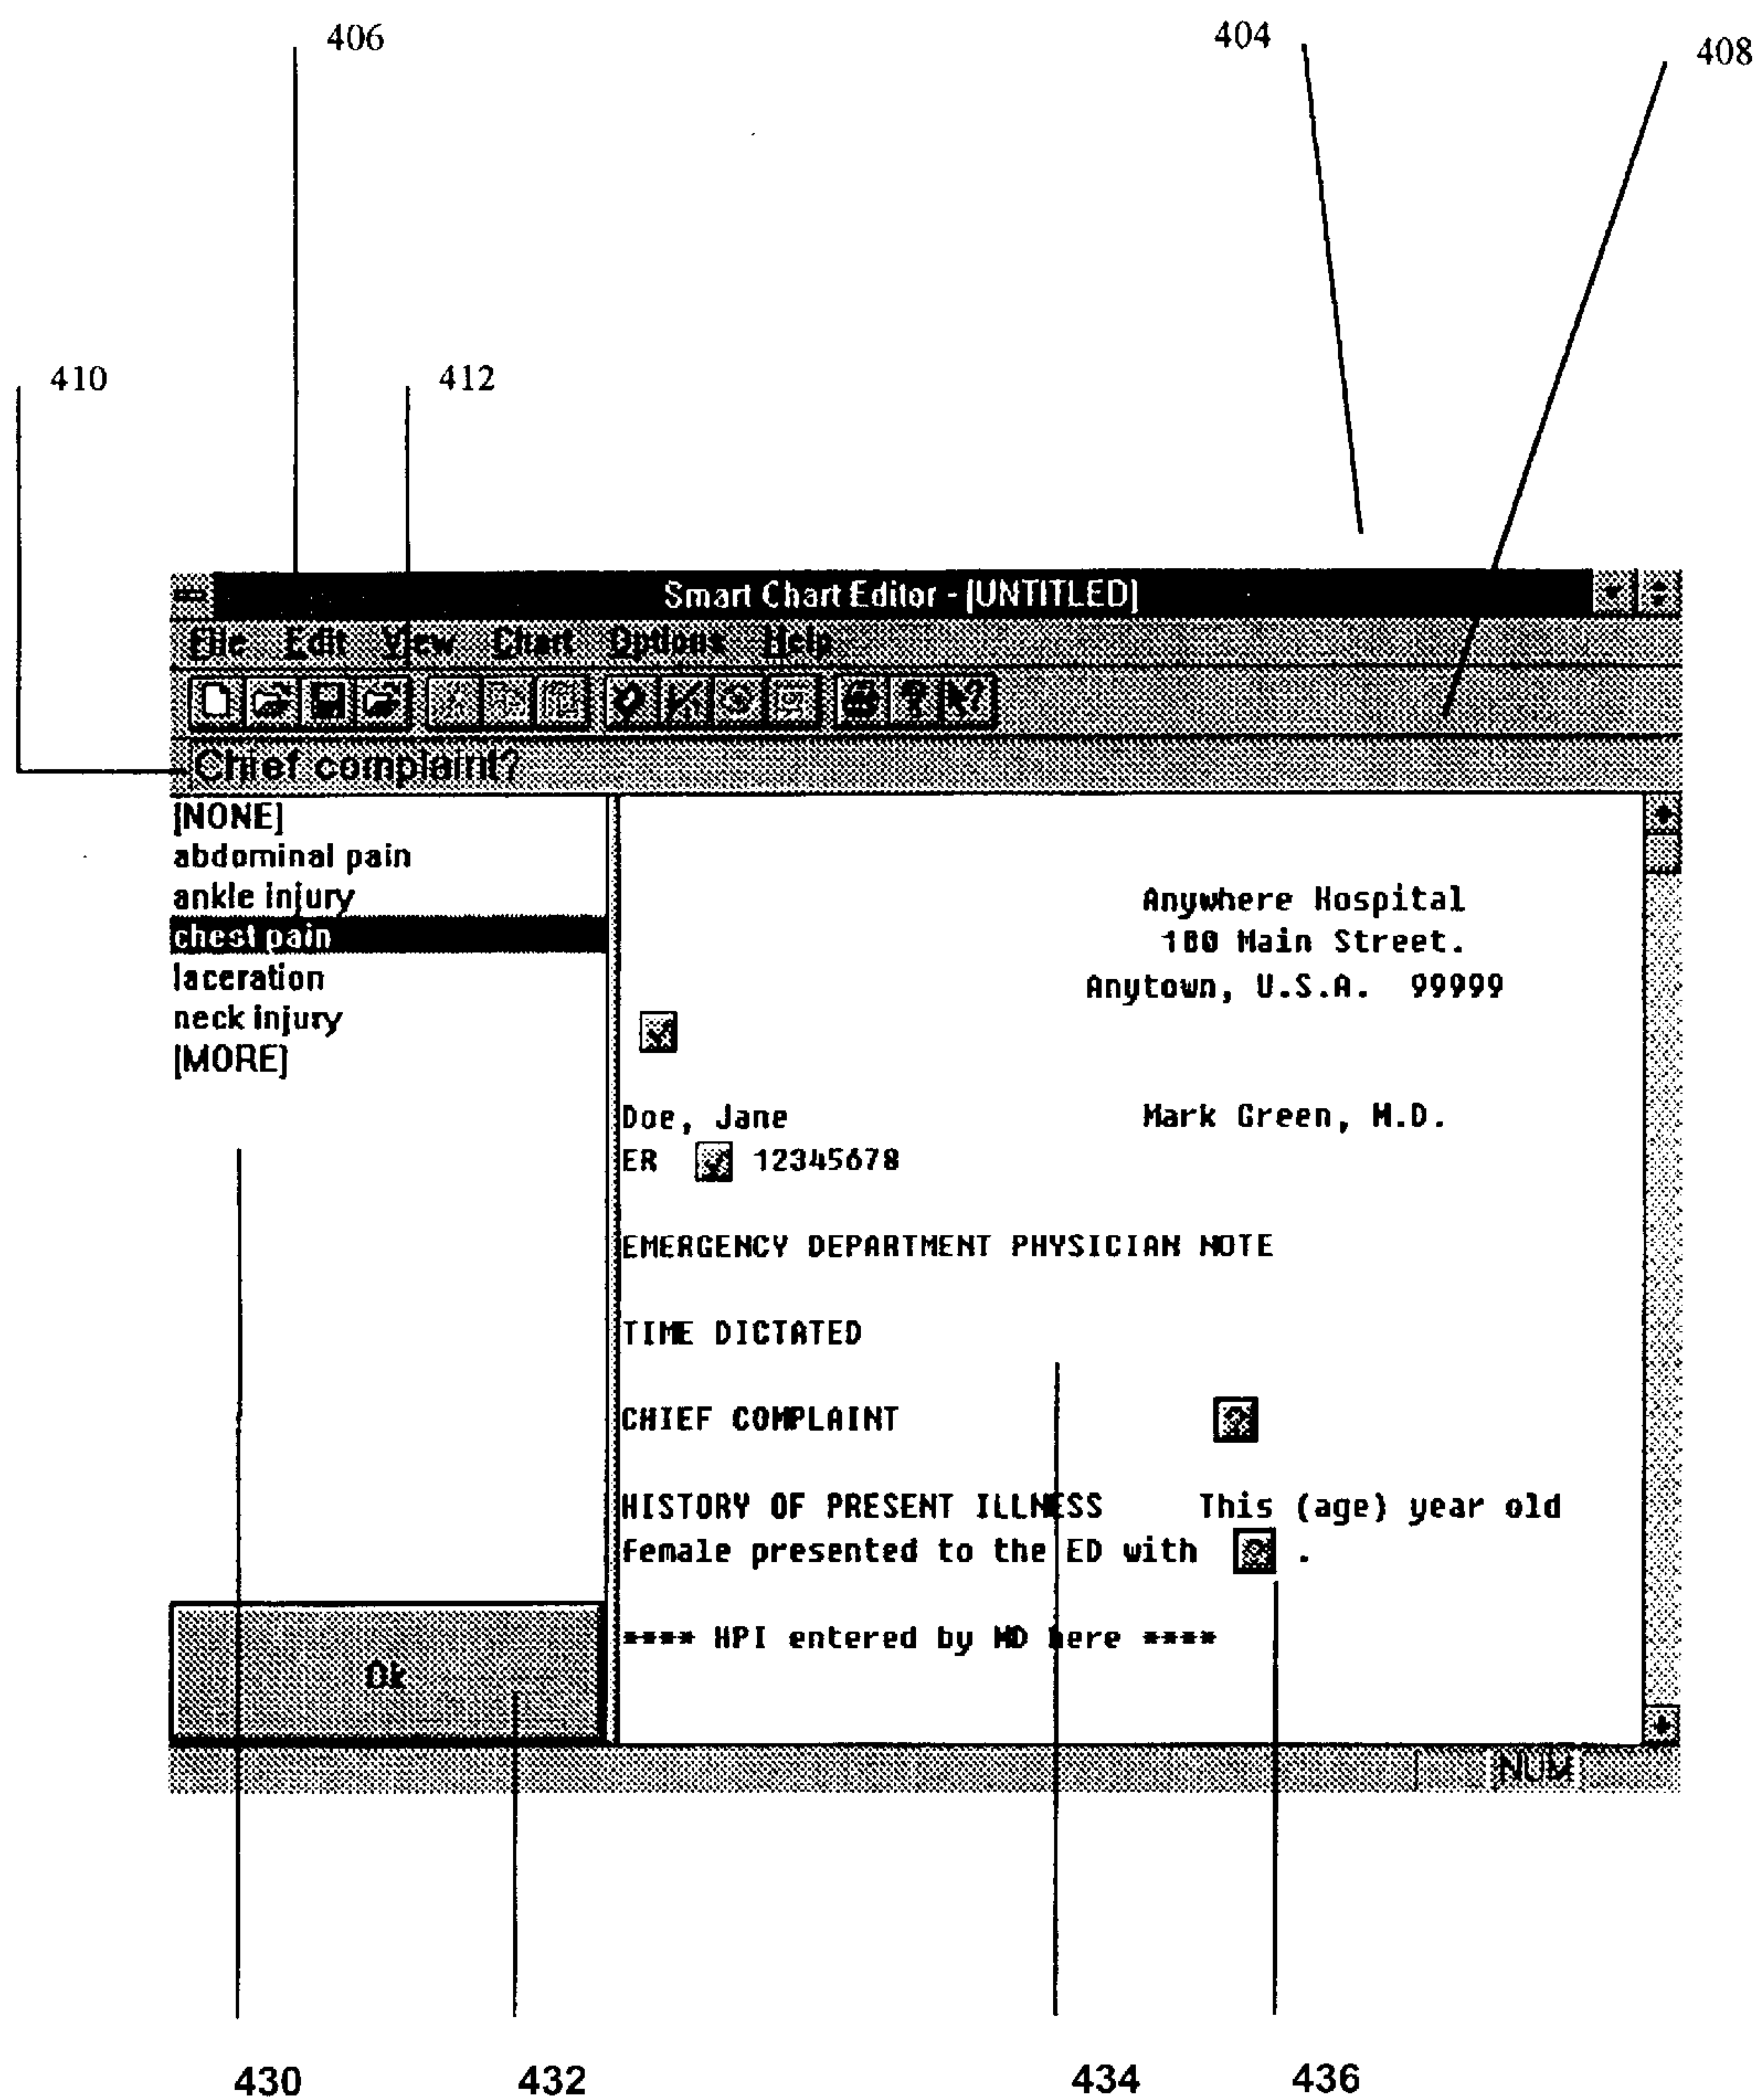 406
404
408
410
412
Smart Chart Editor - [UNTITLED]
File Edit View Chart Options Help
Chief complaint?
[NONE]
abdominal pain
ankle injury
chest pain
laceration
neck injury
[MORE]
Ok
Anywhere Hospital
100 Main Street.
Anytown, U.S.A. 99999
Doe, Jane Mark Green, M.D.
ER 12345678
EMERGENCY DEPARTMENT PHYSICIAN NOTE
TIME DICTATED
CHIEF COMPLAINT ?
HISTORY OF PRESENT ILLNESS This (age) year old
female presented to the ED with ? .
**** HPI entered by MD here ****
NUM
430 432 434 436